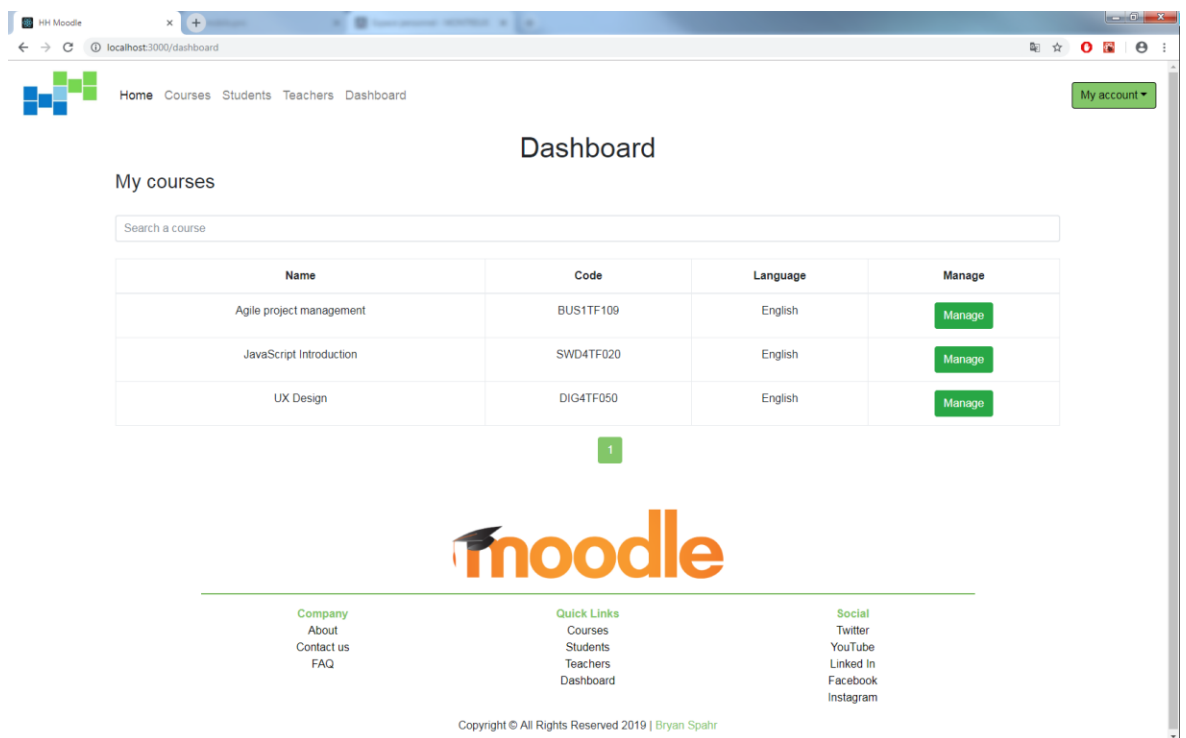 HH Moodle
localhost:3000/dashboard
Home Courses Students Teachers Dashboard
My account
Dashboard
My courses
Search a course
Name Code Language Manage
Agile project management BUS1TF109 English Manage
JavaScript Introduction SWD4TF020 English Manage
UX Design DIG4TF050 English Manage
1
moodle
Company Quick Links Social
About Courses Twitter
Contact us Students YouTube
FAQ Teachers Linked In
Dashboard Facebook
Instagram
Copyright © All Rights Reserved 2019 | Bryan Spahr